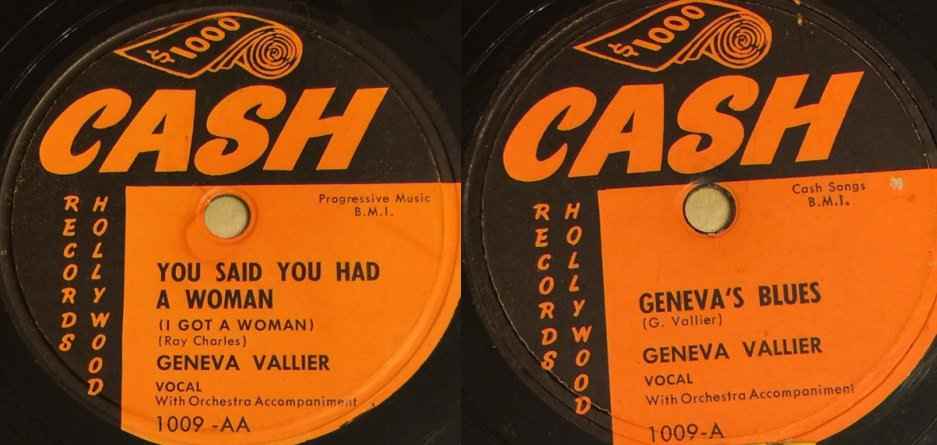 $1000
CASH
RECORDS
HOLLYWOOD
Progressive Music
B.M.I.
YOU SAID YOU HAD
A WOMAN
(I GOT A WOMAN)
(Ray Charles)
GENEVA VALLIER
VOCAL
With Orchestra Accompaniment
1009 -AA
$1000
CASH
RECORDS
HOLLYWOOD
Cash Songs
B.M.I.
GENEVA'S BLUES
(G. Vallier)
GENEVA VALLIER
VOCAL
With Orchestra Accompaniment
1009-A